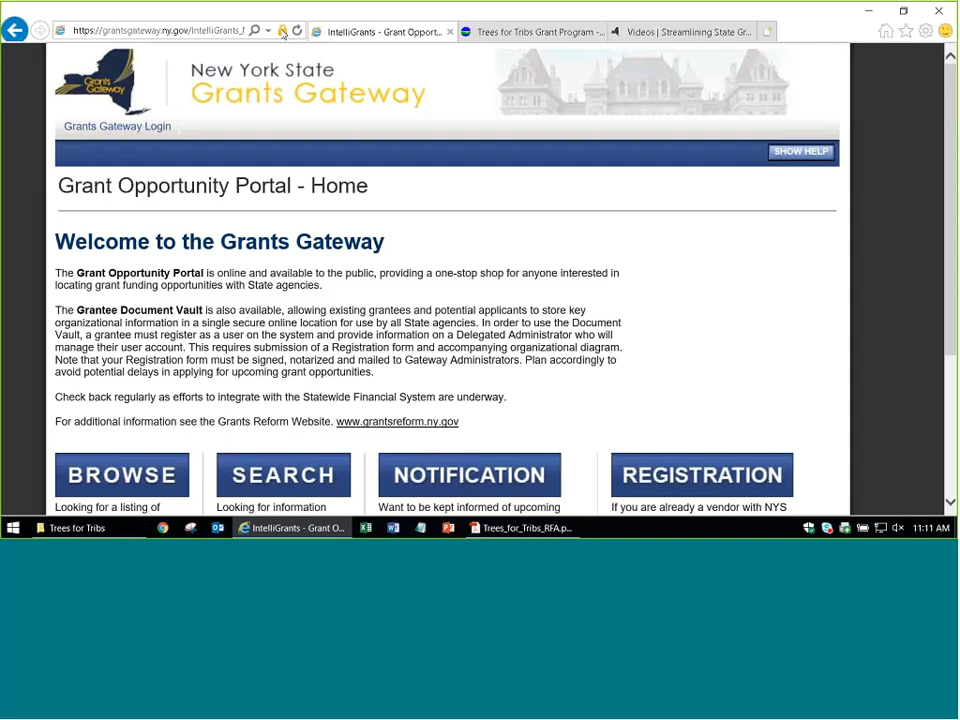 https://grantsgateway.ny.gov/IntelliGrants_
IntelliGrants - Grant Opport...
Trees for Tribs Grant Program -...
Videos | Streamlining State Gr...
Grants Gateway
New York State
Grants Gateway
Grants Gateway Login
SHOW HELP
Grant Opportunity Portal - Home
Welcome to the Grants Gateway
The Grant Opportunity Portal is online and available to the public, providing a one-stop shop for anyone interested in
locating grant funding opportunities with State agencies.
The Grantee Document Vault is also available, allowing existing grantees and potential applicants to store key
organizational information in a single secure online location for use by all State agencies. In order to use the Document
Vault, a grantee must register as a user on the system and provide information on a Delegated Administrator who will
manage their user account. This requires submission of a Registration form and accompanying organizational diagram.
Note that your Registration form must be signed, notarized and mailed to Gateway Administrators. Plan accordingly to
avoid potential delays in applying for upcoming grant opportunities.
Check back regularly as efforts to integrate with the Statewide Financial System are underway.
For additional information see the Grants Reform Website. www.grantsreform.ny.gov
BROWSE
SEARCH
NOTIFICATION
REGISTRATION
Looking for a listing of
Looking for information
Want to be kept informed of upcoming
If you are already a vendor with NYS
Trees for Tribs
IntelliGrants - Grant O...
Trees_for_Tribs_RFA.p...
11:11 AM